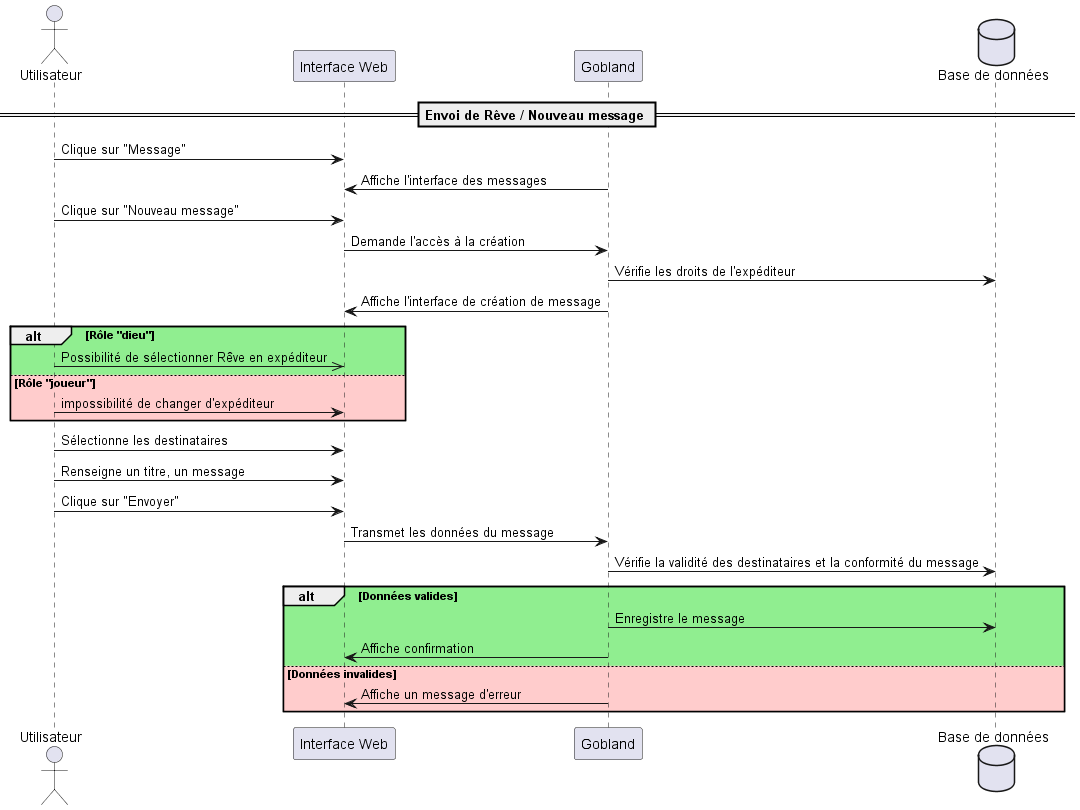 Utilisateur
Interface Web
Gobland
Base de données
Envoi de Rêve / Nouveau message
Clique sur "Message"
Affiche l'interface des messages
Clique sur "Nouveau message"
Demande l'accès à la création
Vérifie les droits de l'expéditeur
Affiche l'interface de création de message
alt [Rôle "dieu"]
Possibilité de sélectionner Rêve en expéditeur
[Rôle "joueur"]
impossibilité de changer d'expéditeur
Sélectionne les destinataires
Renseigne un titre, un message
Clique sur "Envoyer"
Transmet les données du message
Vérifie la validité des destinataires et la conformité du message
alt [Données valides]
Enregistre le message
Affiche confirmation
[Données invalides]
Affiche un message d'erreur
Utilisateur
Interface Web
Gobland
Base de données